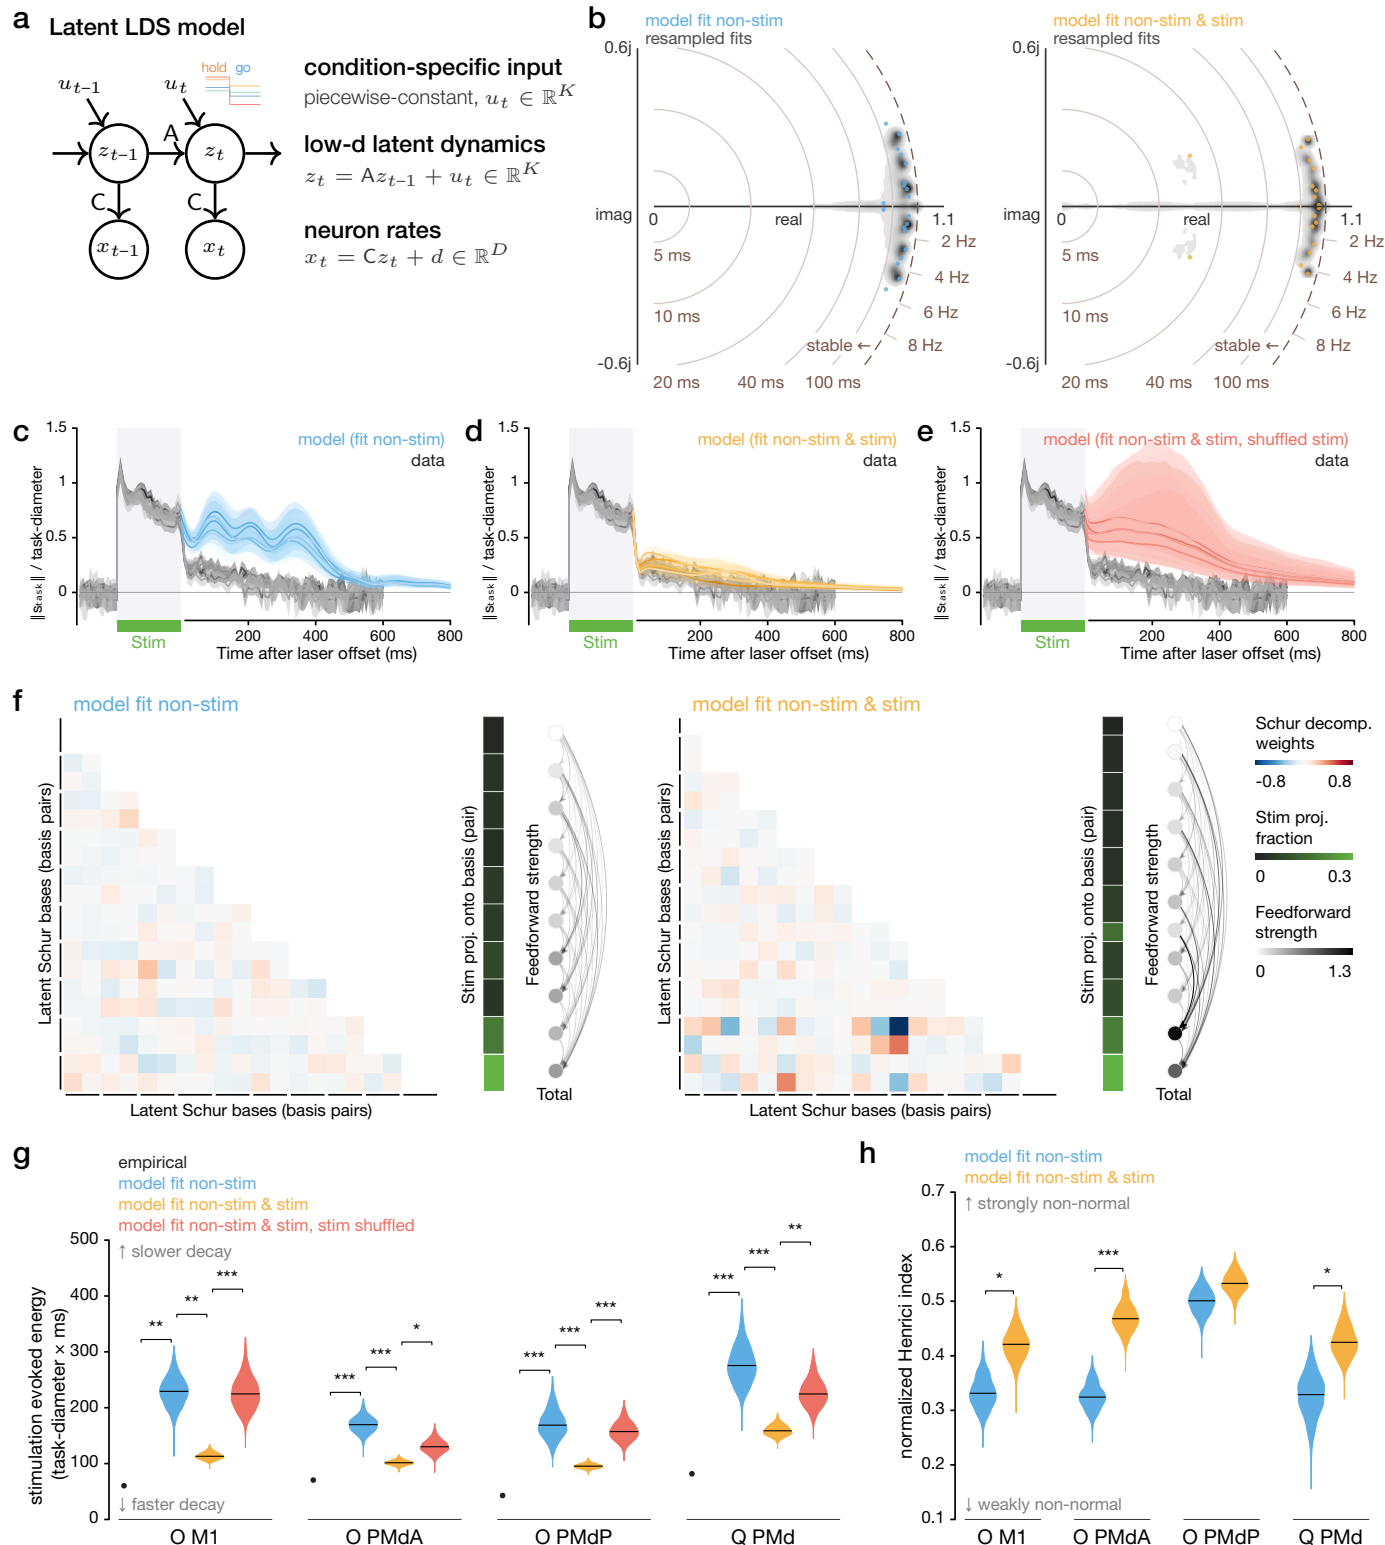 a
Latent LDS model
hold go
u_{t−1}
u_t
A
z_{t−1}
z_t
C
C
x_{t−1}
x_t
condition-specific input
piecewise-constant, u_t ∈ ℝ^K
low-d latent dynamics
z_t = A z_{t−1} + u_t ∈ ℝ^K
neuron rates
x_t = C z_t + d ∈ ℝ^D
b
model fit non-stim
resampled fits
0.6j
imag
0
real
1.1
-0.6j
5 ms
10 ms
20 ms
40 ms
100 ms
2 Hz
4 Hz
6 Hz
8 Hz
stable ←
model fit non-stim & stim
resampled fits
0.6j
imag
0
real
1.1
-0.6j
5 ms
10 ms
20 ms
40 ms
100 ms
2 Hz
4 Hz
6 Hz
8 Hz
stable ←
c
model (fit non-stim)
data
||s_task|| / task-diameter
1.5
1
0.5
0
Stim
200
400
600
800
Time after laser offset (ms)
d
model (fit non-stim & stim)
data
||s_task|| / task-diameter
1.5
1
0.5
0
Stim
200
400
600
800
Time after laser offset (ms)
e
model (fit non-stim & stim, shuffled stim)
data
||s_task|| / task-diameter
1.5
1
0.5
0
Stim
200
400
600
800
Time after laser offset (ms)
f
model fit non-stim
Latent Schur bases (basis pairs)
Latent Schur bases (basis pairs)
Stim proj. onto basis (pair)
Feedforward strength
Total
model fit non-stim & stim
Latent Schur bases (basis pairs)
Latent Schur bases (basis pairs)
Stim proj. onto basis (pair)
Feedforward strength
Total
Schur decomp.
weights
-0.8 0.8
Stim proj.
fraction
0 0.3
Feedforward
strength
0 1.3
g
empirical
model fit non-stim
model fit non-stim & stim
model fit non-stim & stim, stim shuffled
stimulation evoked energy
(task-diameter × ms)
500
400
300
200
100
0
↑ slower decay
↓ faster decay
** ** ***
*** *** *
*** *** ***
*** *** **
O M1
O PMdA
O PMdP
Q PMd
h
model fit non-stim
model fit non-stim & stim
normalized Henrici index
0.7
0.6
0.5
0.4
0.3
0.2
0.1
↑ strongly non-normal
↓ weakly non-normal
* *** *
O M1
O PMdA
O PMdP
Q PMd